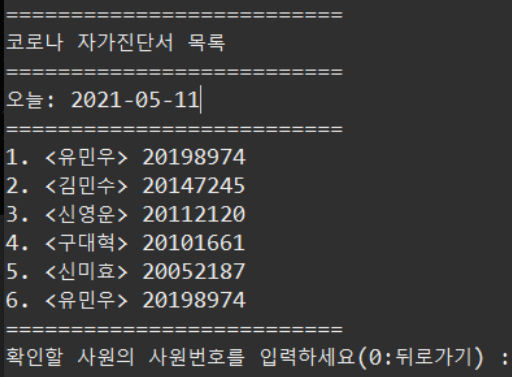 ===========================
코로나 자가진단서 목록
===========================
오늘: 2021-05-11
===========================
1. <유민우> 20198974
2. <김민수> 20147245
3. <신영운> 20112120
4. <구대혁> 20101661
5. <신미효> 20052187
6. <유민우> 20198974
===========================
확인할 사원의 사원번호를 입력하세요(0:뒤로가기) :